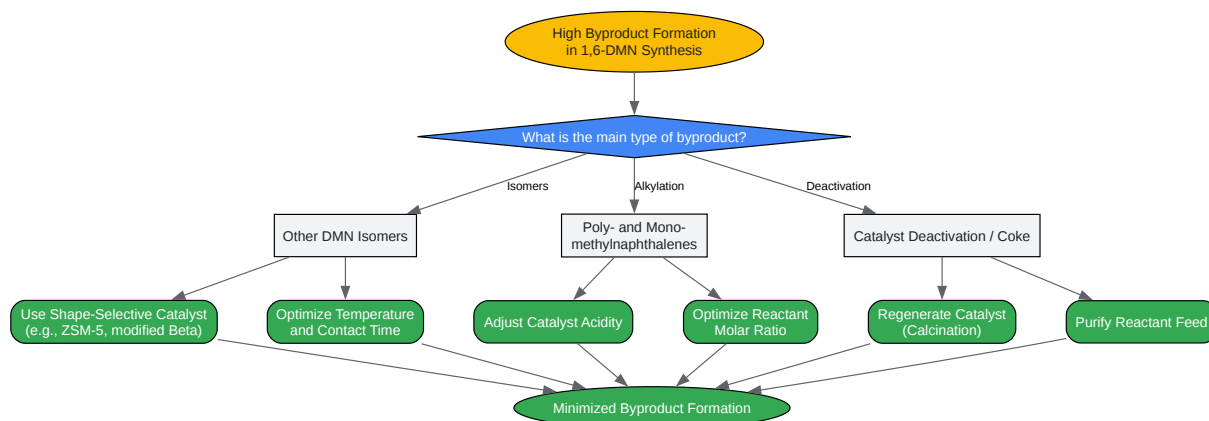 High Byproduct Formation
in 1,6-DMN Synthesis
What is the main type of byproduct?
Isomers
Alkylation
Deactivation
Other DMN Isomers
Poly- and Mono-
methylnaphthalenes
Catalyst Deactivation / Coke
Use Shape-Selective Catalyst
(e.g., ZSM-5, modified Beta)
Optimize Temperature
and Contact Time
Adjust Catalyst Acidity
Optimize Reactant
Molar Ratio
Regenerate Catalyst
(Calcination)
Purify Reactant Feed
Minimized Byproduct Formation